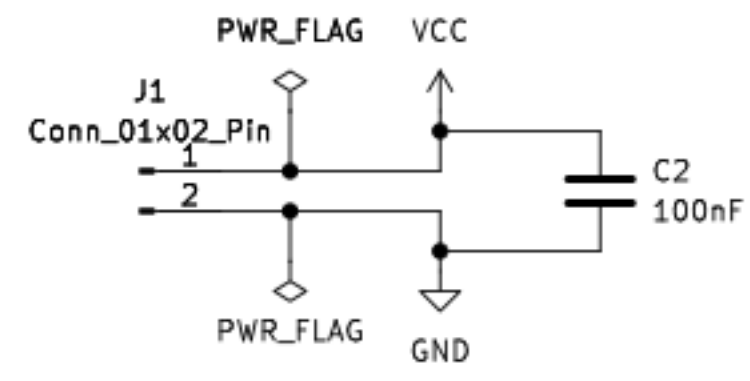 PWR_FLAG
VCC
J1
Conn_01x02_Pin
1
2
C2
100nF
PWR_FLAG
GND